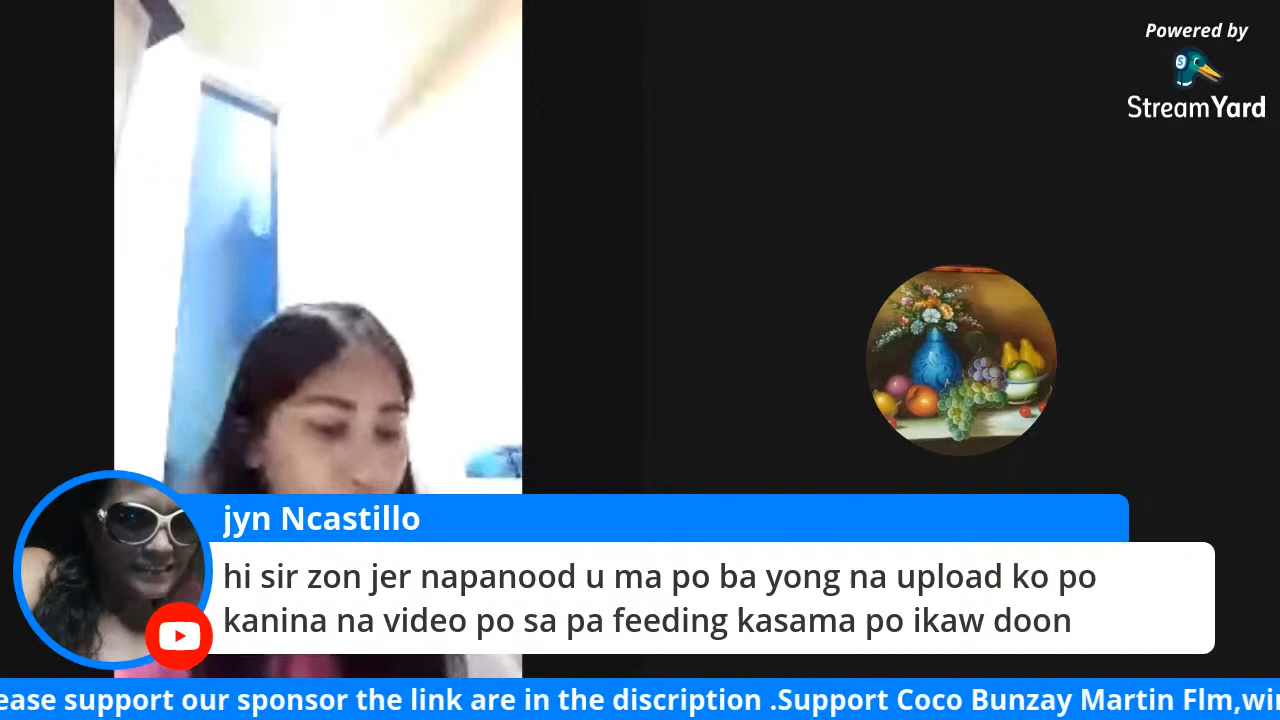 Powered by
StreamYard
jyn Ncastillo
hi sir zon jer napanood u ma po ba yong na upload ko po
kanina na video po sa pa feeding kasama po ikaw doon
ease support our sponsor the link are in the discription .Support Coco Bunzay Martin Flm,wi